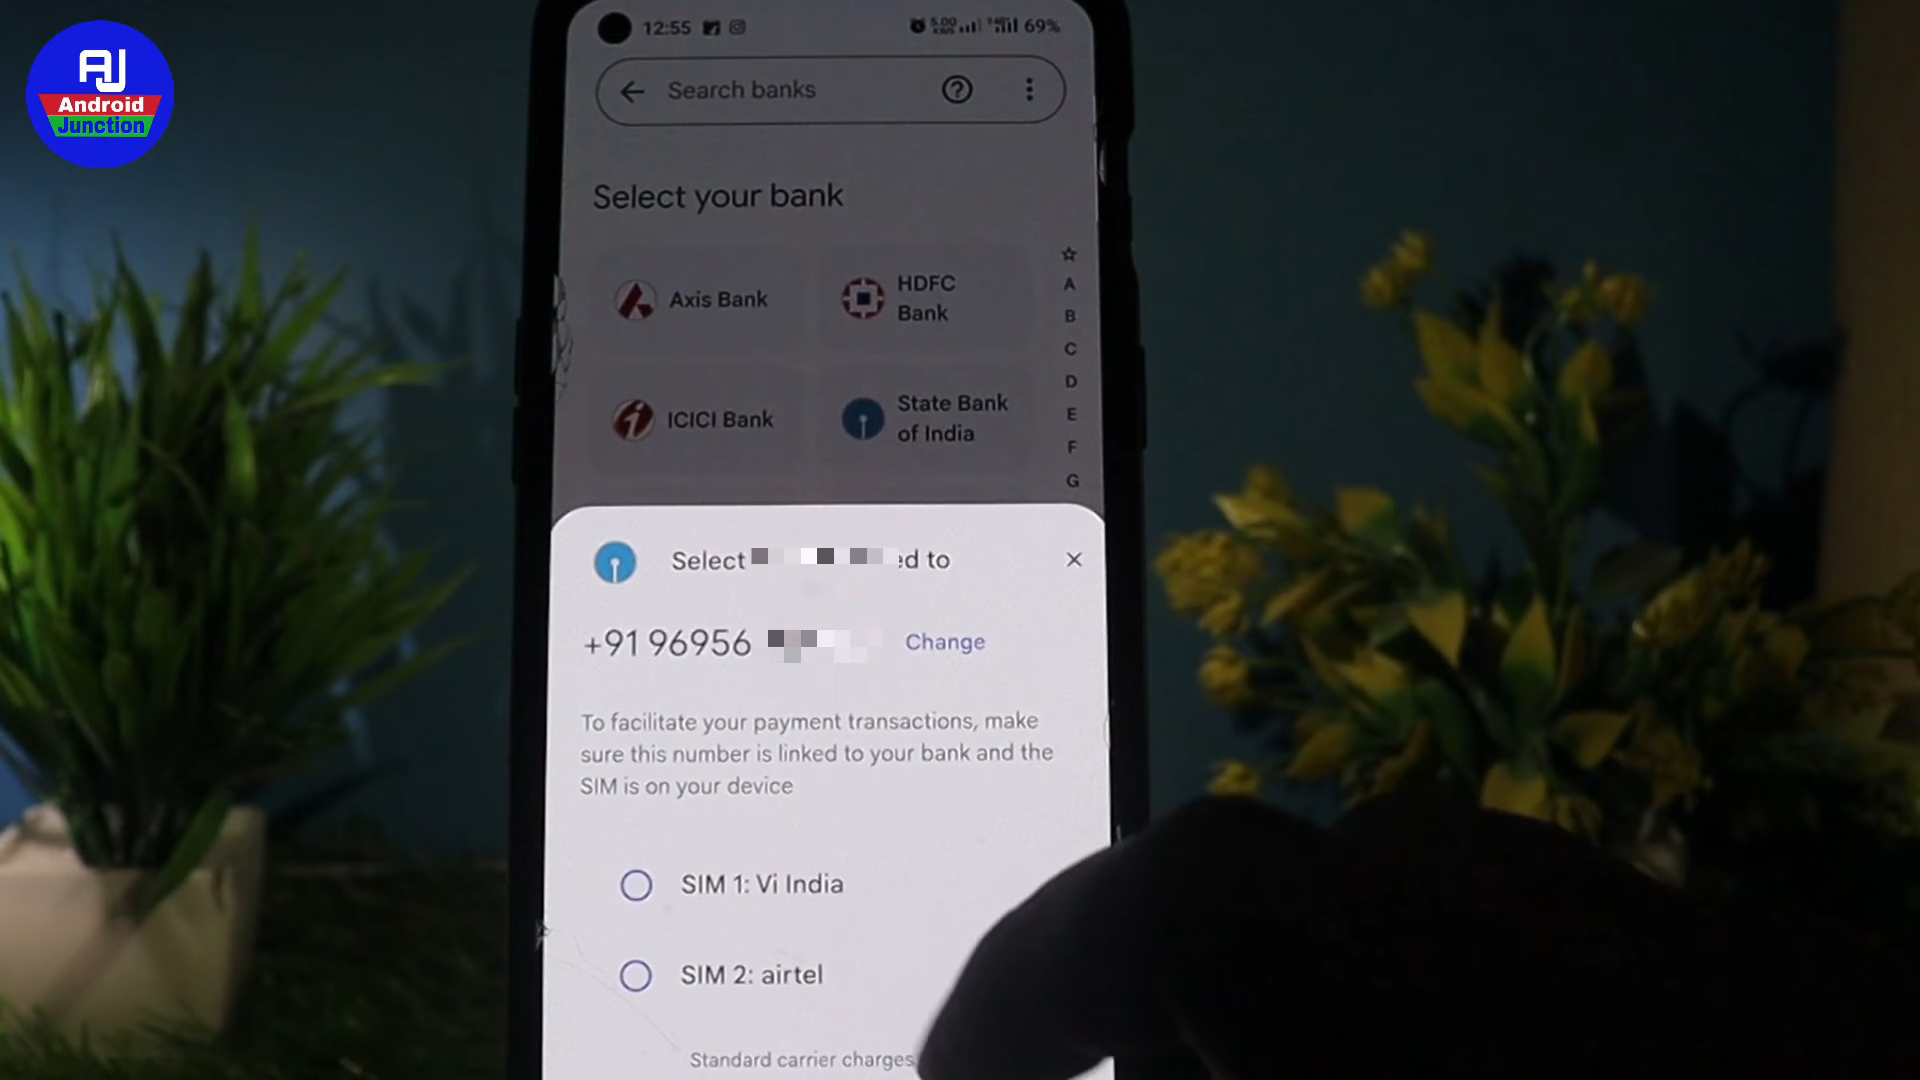 AJ
Android
Junction
12:55
69%
Search banks
Select your bank
Axis Bank
HDFC
Bank
ICICI Bank
State Bank
of India
A
B
C
D
E
F
G
Select
ed to
+91 96956
Change
To facilitate your payment transactions, make
sure this number is linked to your bank and the
SIM is on your device
SIM 1: Vi India
SIM 2: airtel
Standard carrier charges